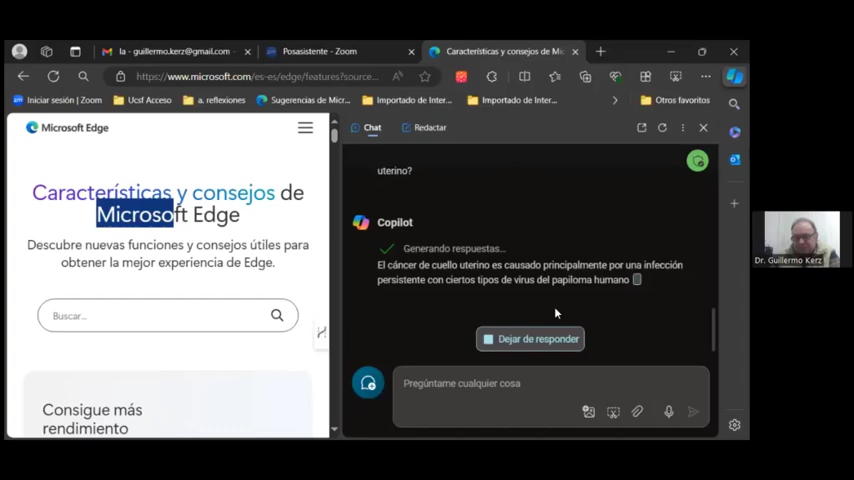 la - guillermo.kerz@gmail.com
Posasistente - Zoom
Características y consejos de Mi
https://www.microsoft.com/es-es/edge/features?source...
Iniciar sesión | Zoom
Ucsf Acceso
a. reflexiones
Sugerencias de Micr...
Importado de Inter...
Importado de Inter...
Otros favoritos
Microsoft Edge
Chat
Redactar
uterino?
Características y consejos de
Microsoft Edge
Descubre nuevas funciones y consejos útiles para
obtener la mejor experiencia de Edge.
Buscar...
Consigue más
rendimiento
Copilot
Generando respuestas...
El cáncer de cuello uterino es causado principalmente por una infección
persistente con ciertos tipos de virus del papiloma humano
Dejar de responder
Pregúntame cualquier cosa
Dr. Guillermo Kerz